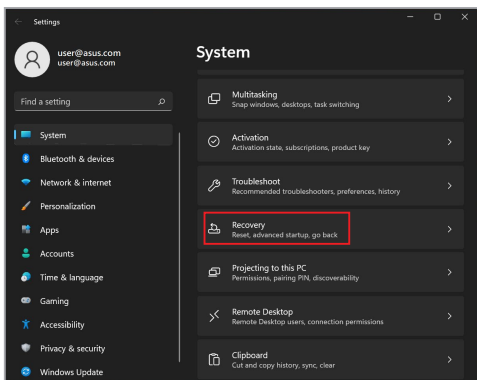 Settings
user@asus.com
user@asus.com
Find a setting
System
Bluetooth & devices
Network & internet
Personalization
Apps
Accounts
Time & language
Gaming
Accessibility
Privacy & security
Windows Update
System
Multitasking
Snap windows, desktops, task switching
Activation
Activation state, subscriptions, product key
Troubleshoot
Recommended troubleshooters, preferences, history
Recovery
Reset, advanced startup, go back
Projecting to this PC
Permissions, pairing PIN, discoverability
Remote Desktop
Remote Desktop users, connection permissions
Clipboard
Cut and copy history, sync, clear